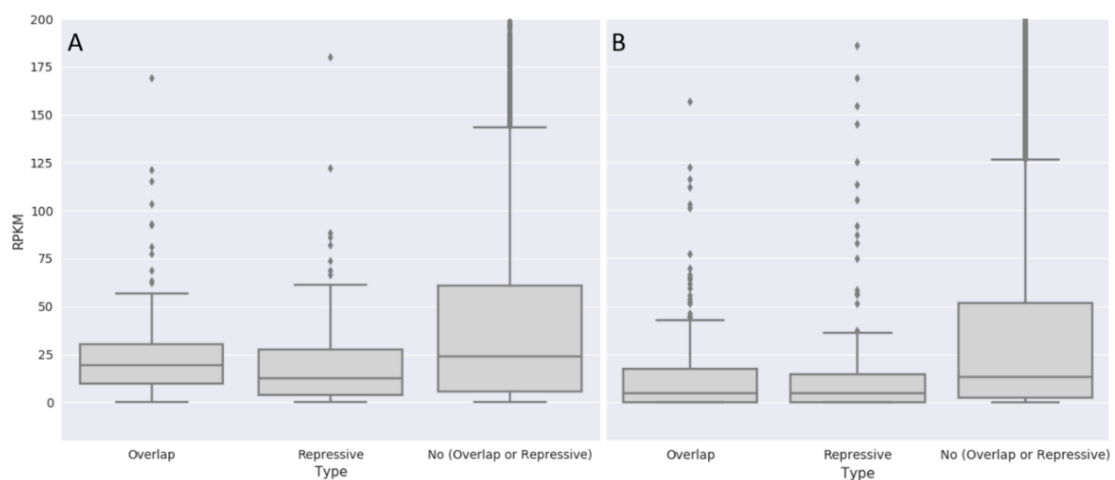 A
B
200
175
150
125
100
75
50
25
0
RPKM
Overlap
Repressive
No (Overlap or Repressive)
Type
Overlap
Repressive
No (Overlap or Repressive)
Type